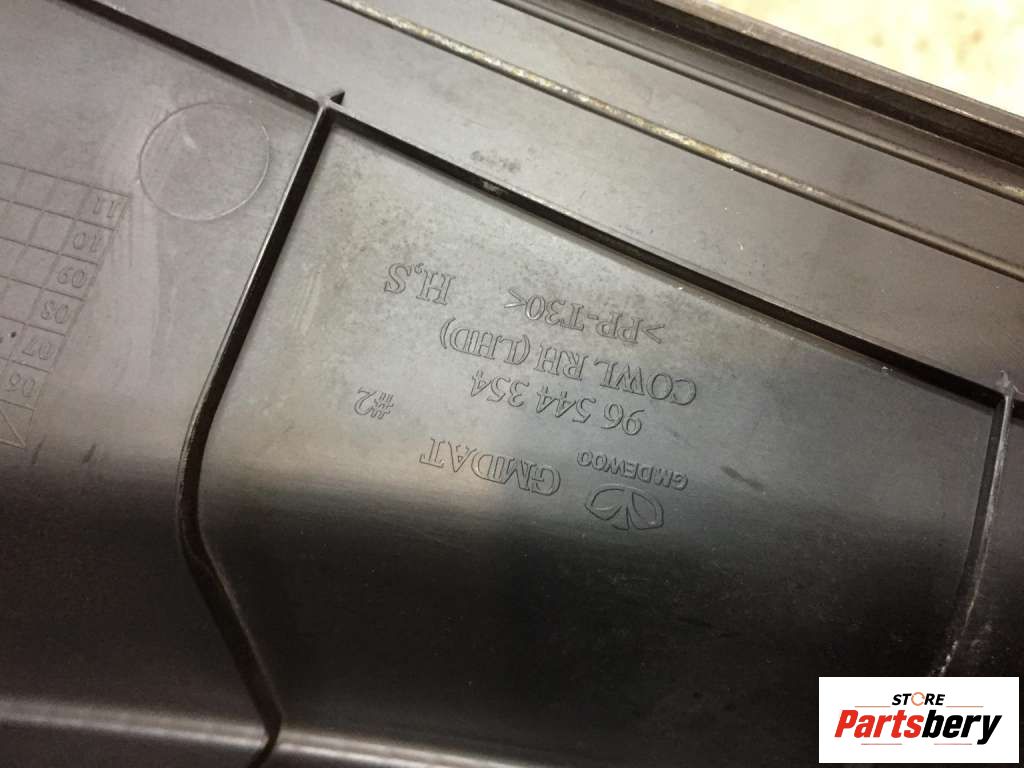 GM DEWOO GMDAT
96 544 354 #2
COWL RH (LHD)
>PP-T30< H,S
11
10
09
08
07
06
STORE
Partsbery